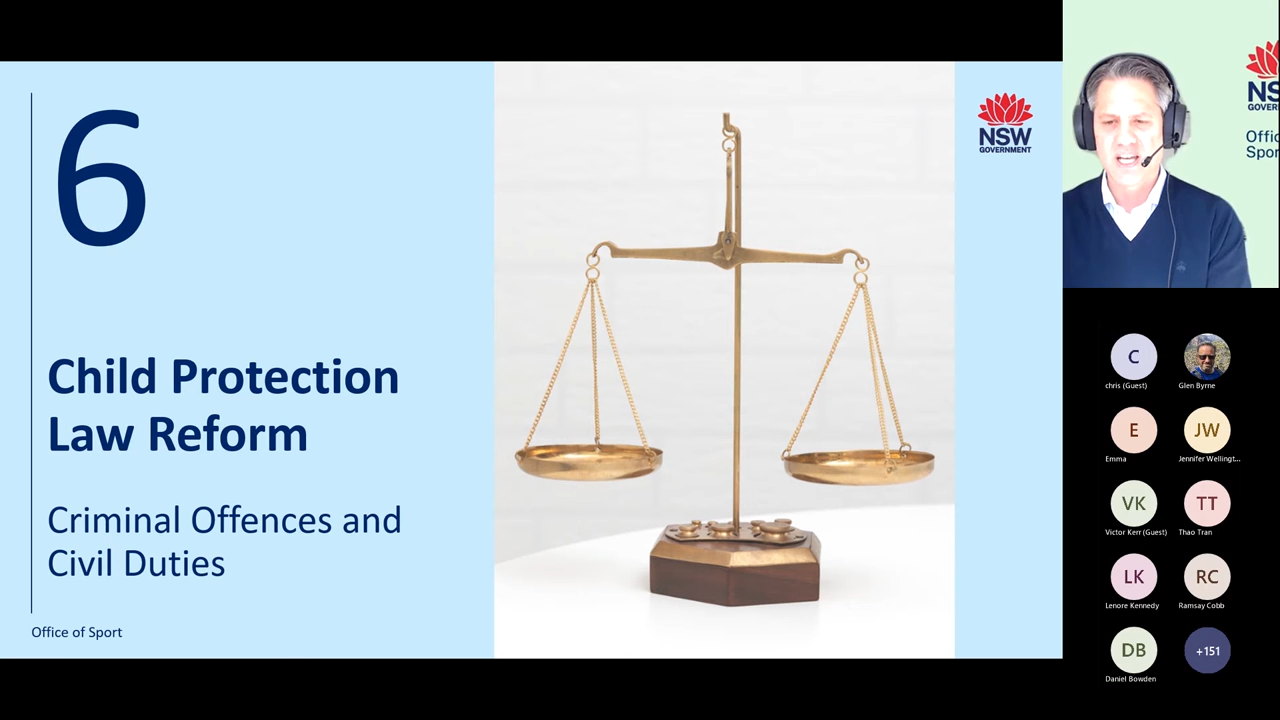 6
Child Protection
Law Reform
Criminal Offences and
Civil Duties
Office of Sport
NSW
GOVERNMENT
NS
GOVER
Offic
Spor
C
chris (Guest)
Glen Byrne
E
Emma
JW
Jennifer Wellingt...
VK
Victor Kerr (Guest)
TT
Thao Tran
LK
Lenore Kennedy
RC
Ramsay Cobb
DB
Daniel Bowden
+151